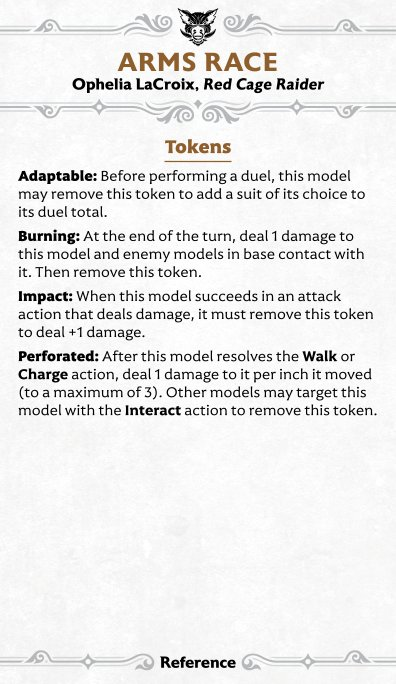 ARMS RACE
Ophelia LaCroix, Red Cage Raider
Tokens
Adaptable: Before performing a duel, this model
may remove this token to add a suit of its choice to
its duel total.
Burning: At the end of the turn, deal 1 damage to
this model and enemy models in base contact with
it. Then remove this token.
Impact: When this model succeeds in an attack
action that deals damage, it must remove this token
to deal +1 damage.
Perforated: After this model resolves the Walk or
Charge action, deal 1 damage to it per inch it moved
(to a maximum of 3). Other models may target this
model with the Interact action to remove this token.
Reference